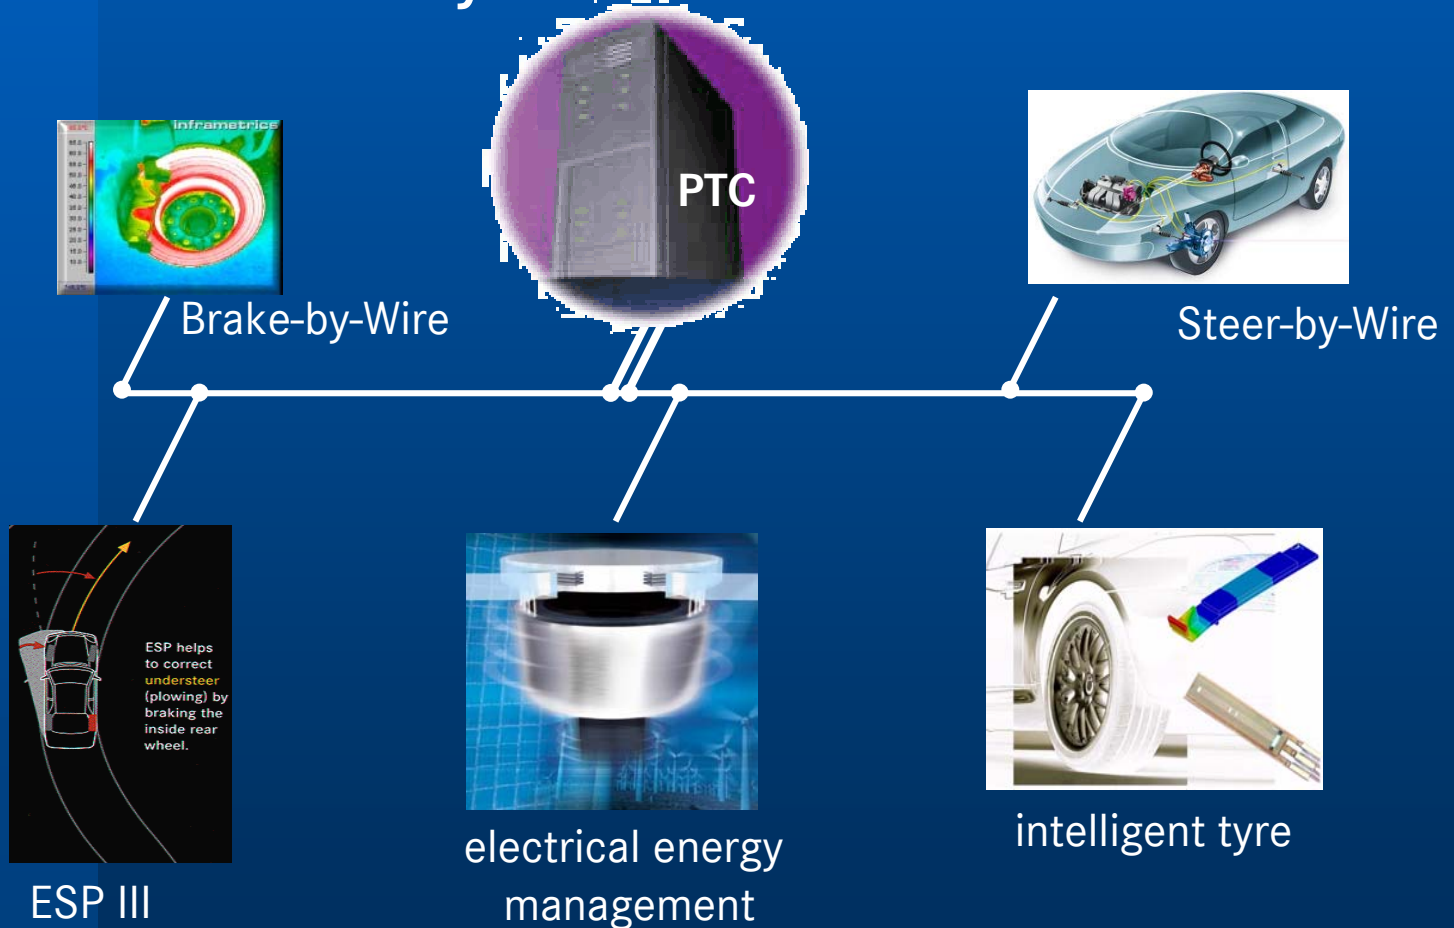 inframetrics
PTC
Brake-by-Wire
Steer-by-Wire
ESP helps
to correct
understeer
(plowing) by
braking the
inside rear
wheel.
electrical energy
management
intelligent tyre
ESP III